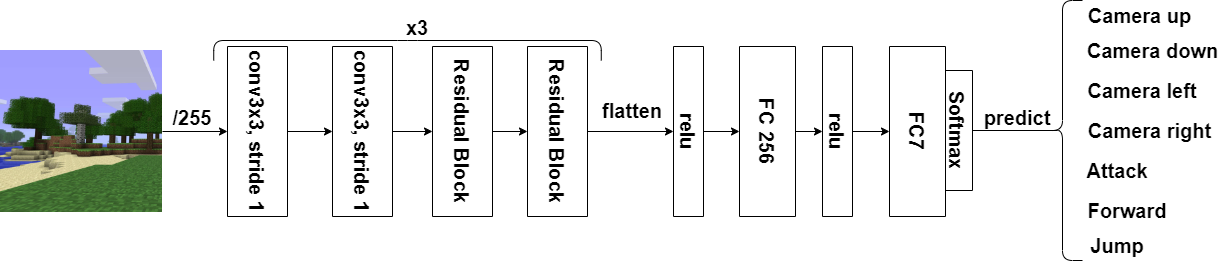 x3
/255
conv3x3, stride 1
conv3x3, stride 1
Residual Block
Residual Block
flatten
relu
FC 256
relu
FC7
Softmax
predict
Camera up
Camera down
Camera left
Camera right
Attack
Forward
Jump